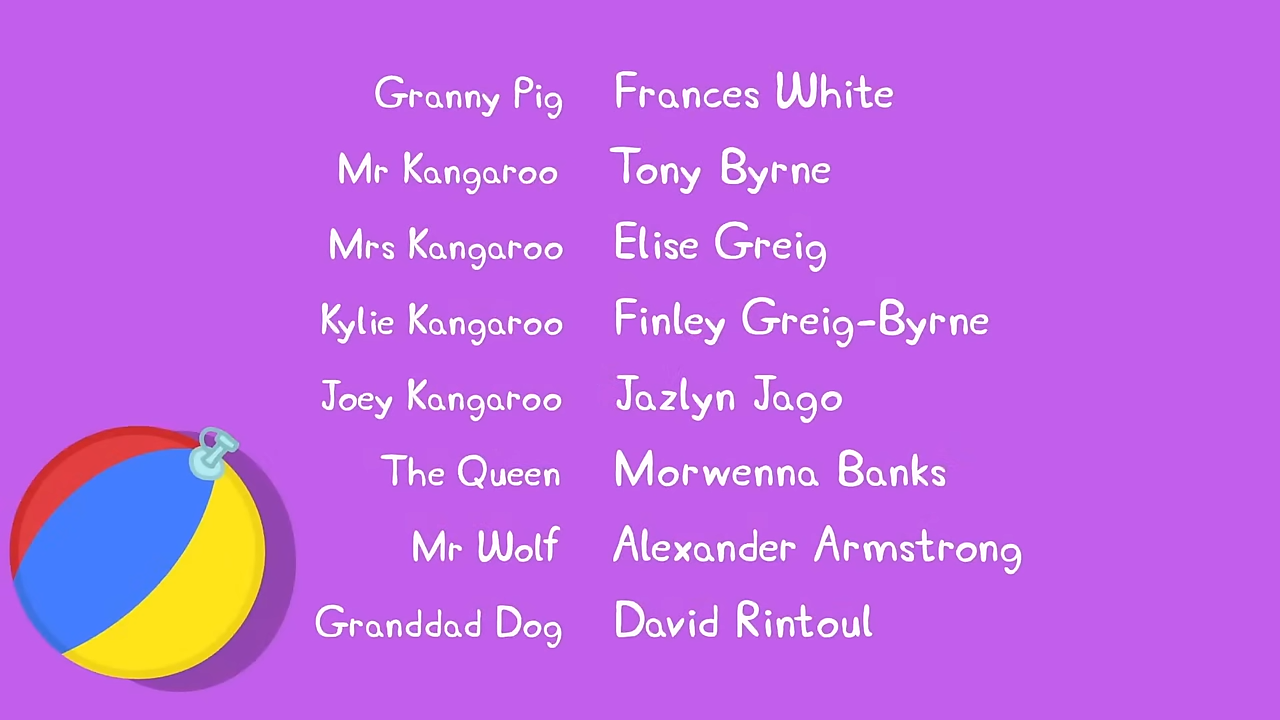 Granny Pig Frances White
Mr Kangaroo Tony Byrne
Mrs Kangaroo Elise Greig
Kylie Kangaroo Finley Greig-Byrne
Joey Kangaroo Jazlyn Jago
The Queen Morwenna Banks
Mr Wolf Alexander Armstrong
Granddad Dog David Rintoul